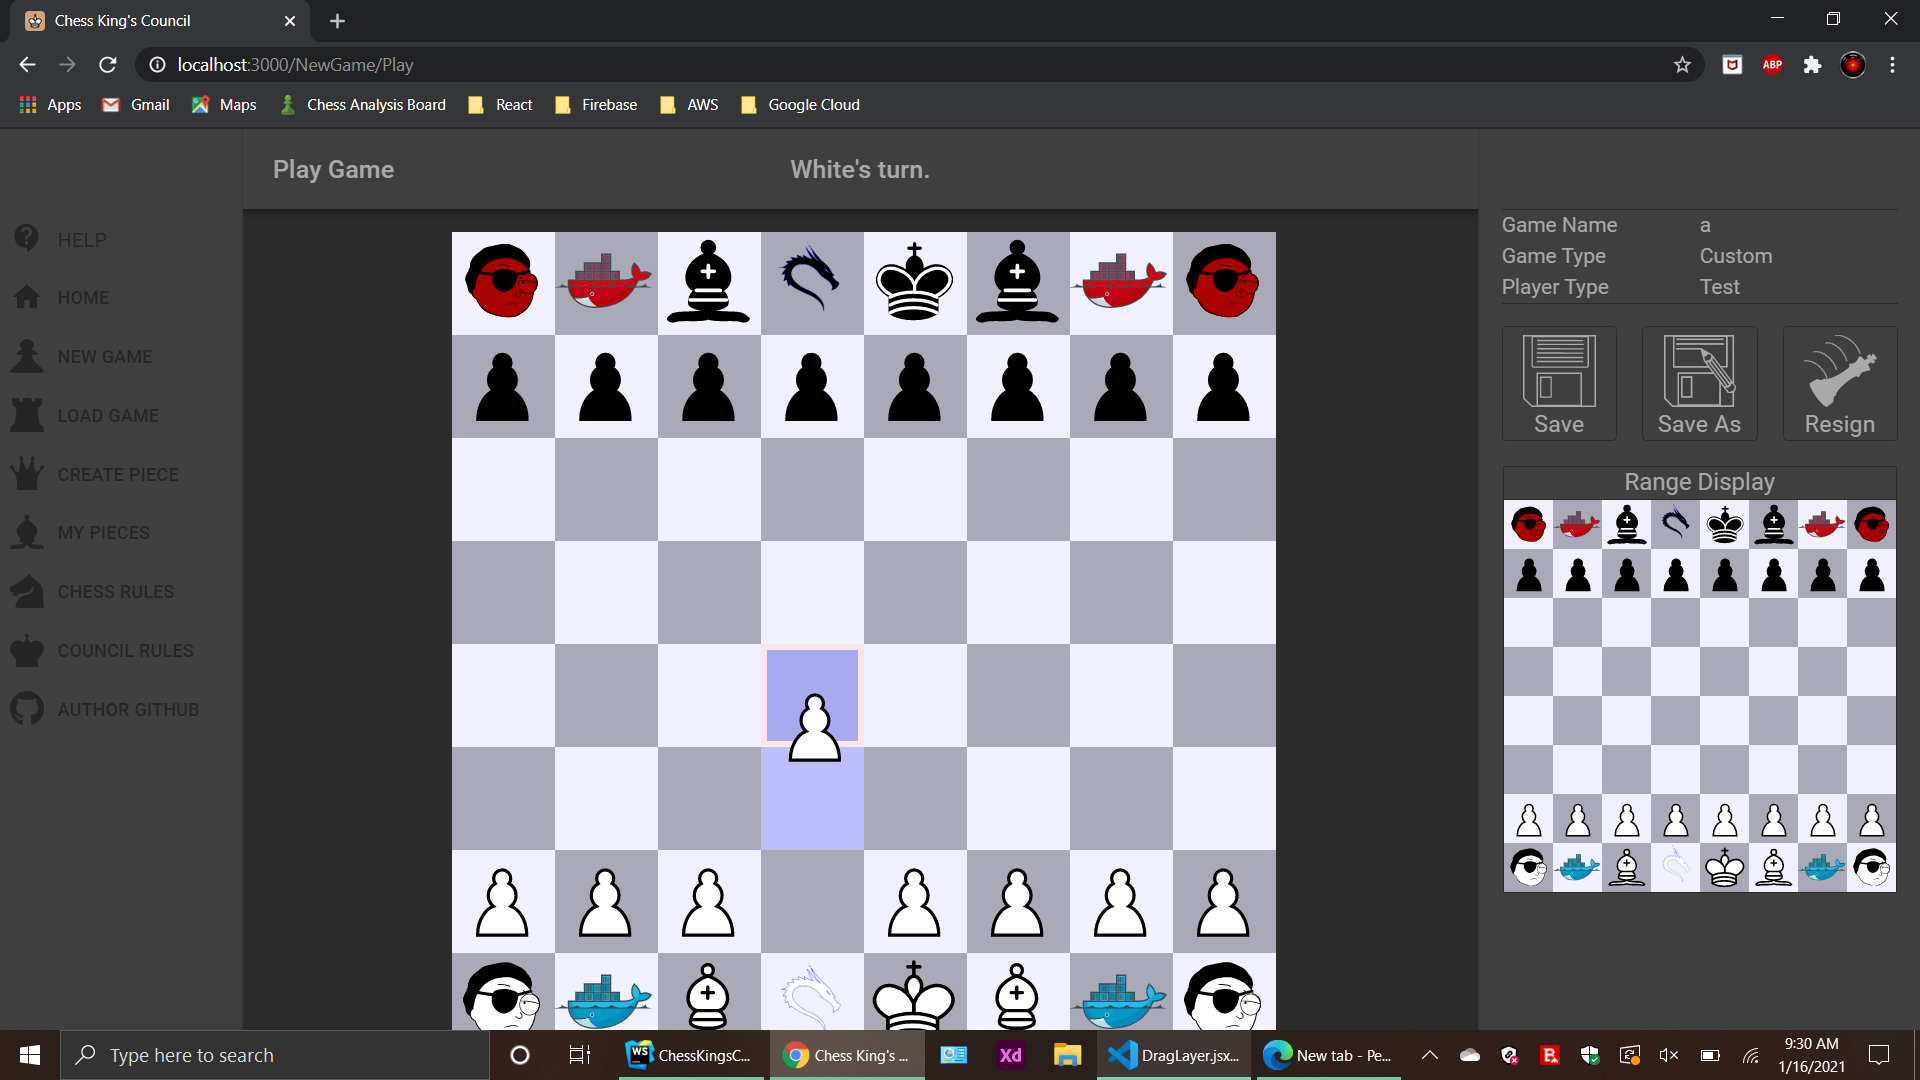 Chess King's Council
localhost:3000/NewGame/Play
ABP
Apps
Gmail
Maps
Chess Analysis Board
React
Firebase
AWS
Google Cloud
Play Game
White's turn.
HELP
HOME
NEW GAME
LOAD GAME
CREATE PIECE
MY PIECES
CHESS RULES
COUNCIL RULES
AUTHOR GITHUB
Game Name a
Game Type Custom
Player Type Test
Save
Save As
Resign
Range Display
Type here to search
WS
ChessKingsC...
Chess King's ...
Xd
DragLayer.jsx...
New tab - Pe...
9:30 AM
1/16/2021